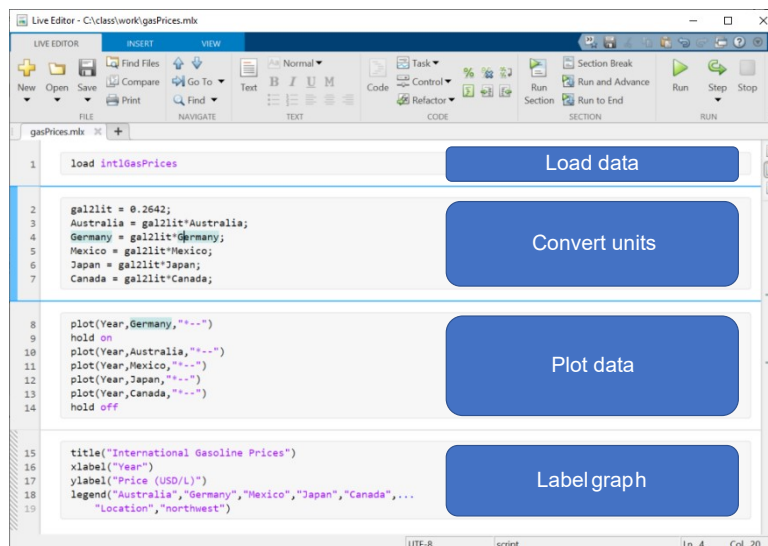 Live Editor - C:\class\work\gasPrices.mlx
LIVE EDITOR INSERT VIEW
New Open Save Find Files Compare Print
Go To Find
Text Normal B I U M
Code Task Control Refactor
Run Section Section Break Run and Advance Run to End
Run Step Stop
FILE NAVIGATE TEXT CODE SECTION RUN
gasPrices.mlx
1 load intlGasPrices
Load data
2 gal2lit = 0.2642;
3 Australia = gal2lit*Australia;
4 Germany = gal2lit*Germany;
5 Mexico = gal2lit*Mexico;
6 Japan = gal2lit*Japan;
7 Canada = gal2lit*Canada;
Convert units
8 plot(Year,Germany,"*--")
9 hold on
10 plot(Year,Australia,"*--")
11 plot(Year,Mexico,"*--")
12 plot(Year,Japan,"*--")
13 plot(Year,Canada,"*--")
14 hold off
Plot data
15 title("International Gasoline Prices")
16 xlabel("Year")
17 ylabel("Price (USD/L)")
18 legend("Australia","Germany","Mexico","Japan","Canada",...
19 "Location","northwest")
Label graph
UTF-8 script Ln 4 Col 20